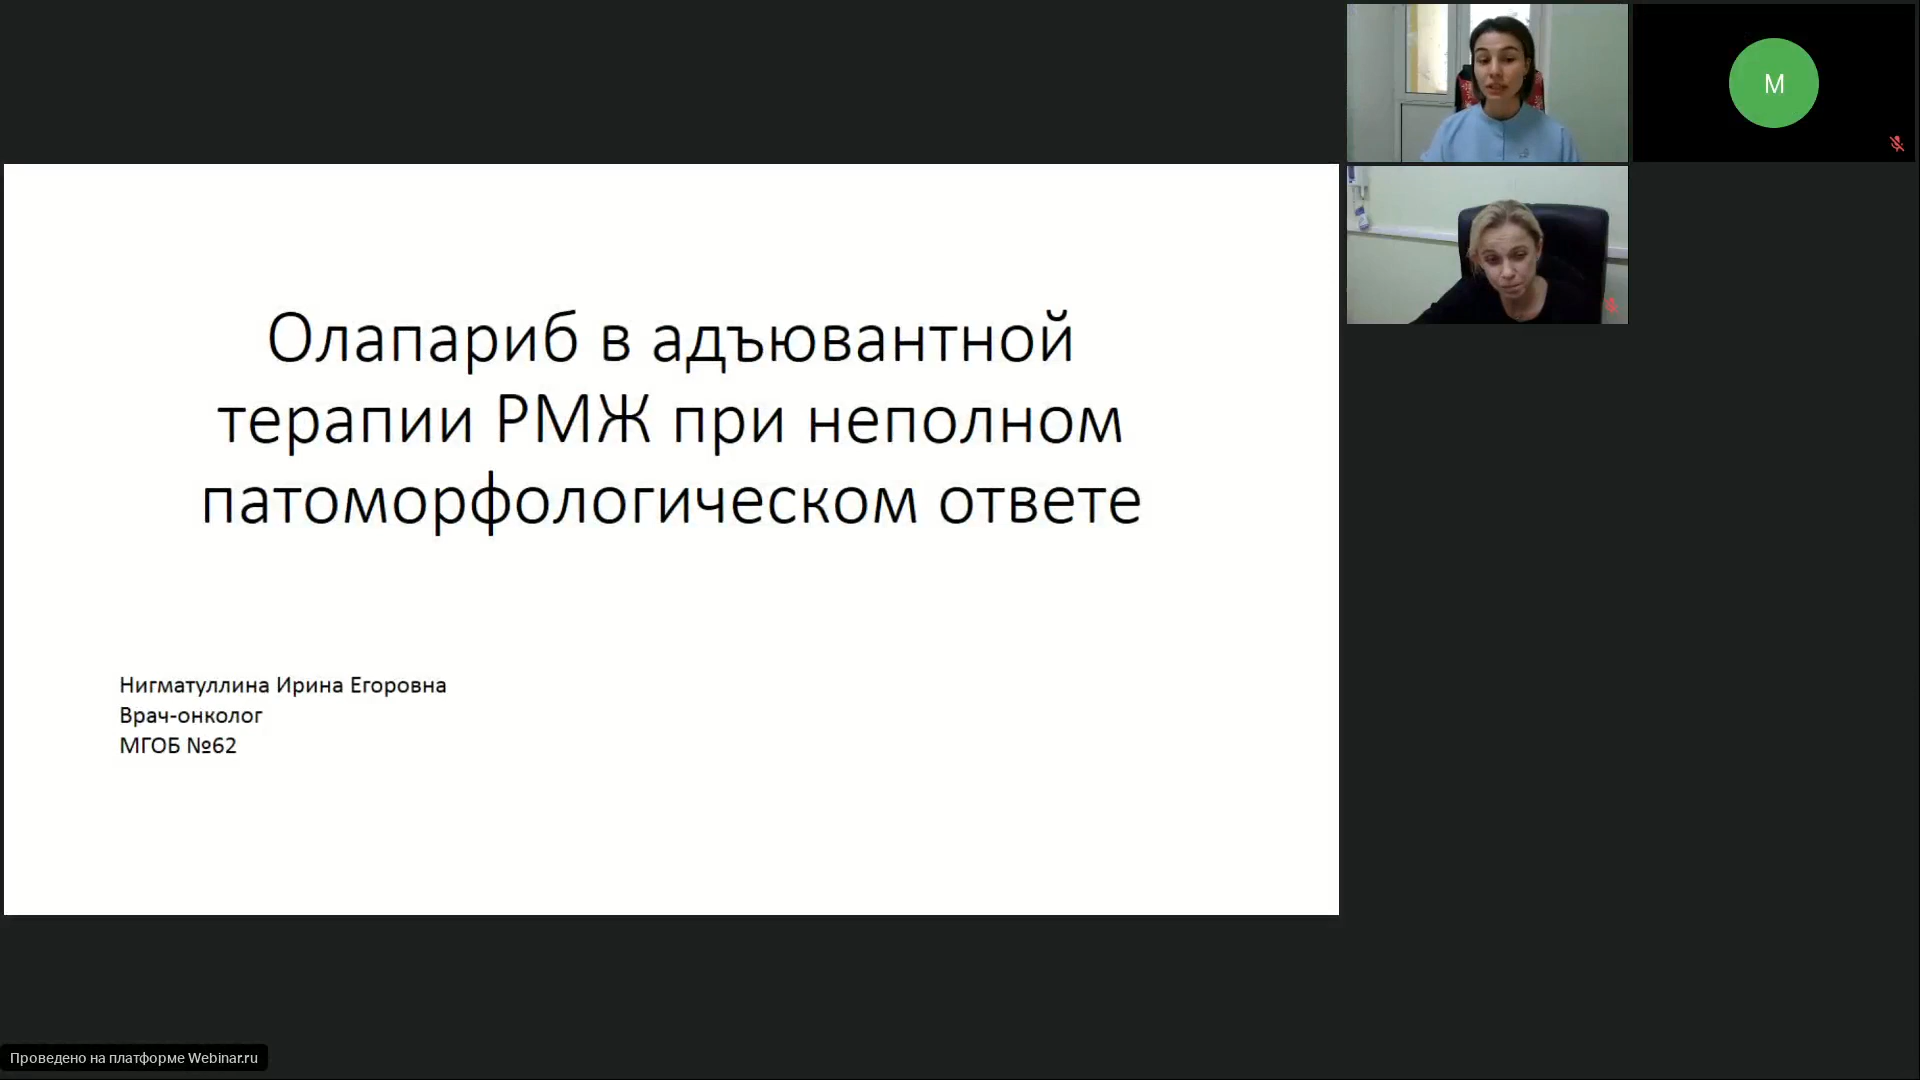 Олапариб в адъювантной
терапии РМЖ при неполном
патоморфологическом ответе
Нигматуллина Ирина Егоровна
Врач-онколог
МГОБ №62
М
Проведено на платформе Webinar.ru